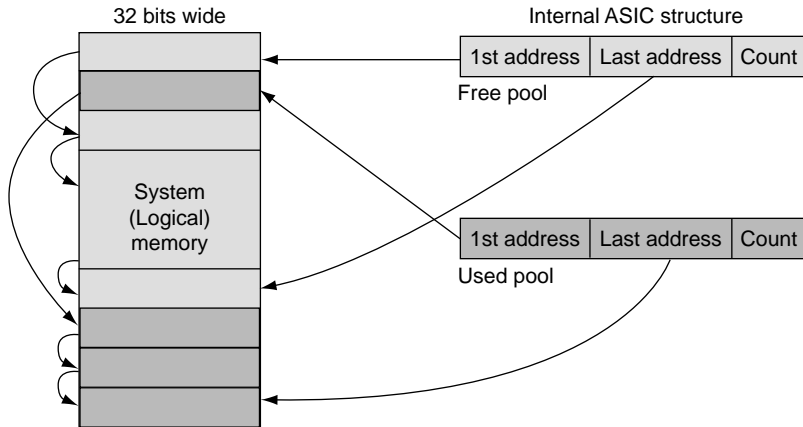 32 bits wide
Internal ASIC structure
1st address
Last address
Count
Free pool
System
(Logical)
memory
1st address
Last address
Count
Used pool